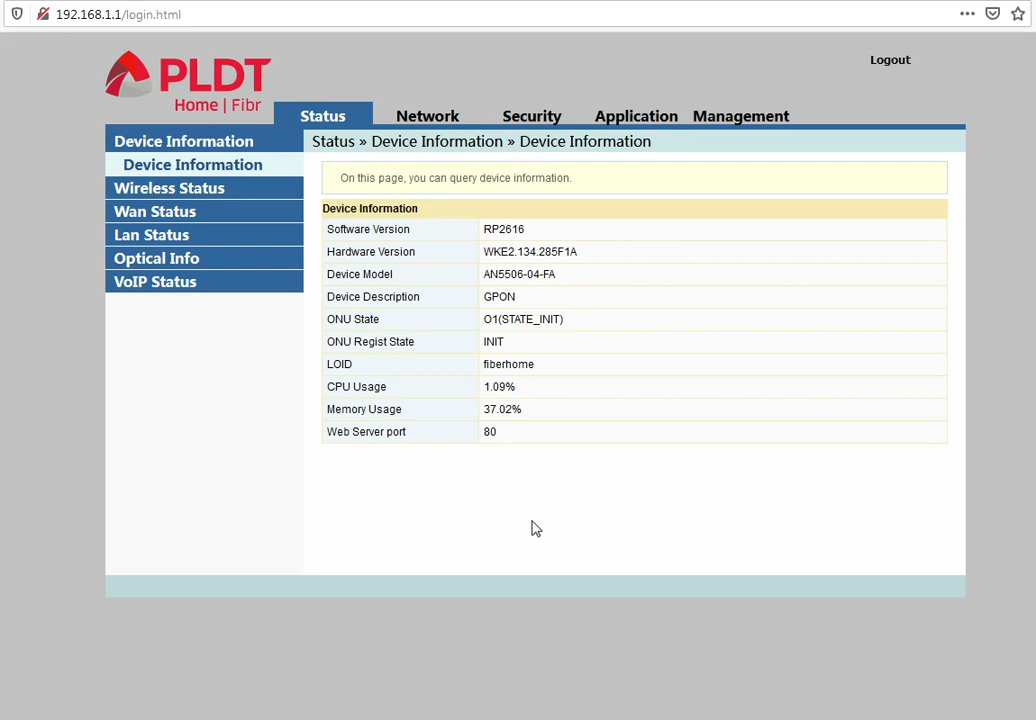 192.168.1.1/login.html
Logout
PLDT
Home | Fibr
Status Network Security Application Management
Device Information
Status » Device Information » Device Information
Device Information
Wireless Status
Wan Status
Lan Status
Optical Info
VoIP Status
On this page, you can query device information.
Device Information
Software Version RP2616
Hardware Version WKE2.134.285F1A
Device Model AN5506-04-FA
Device Description GPON
ONU State O1(STATE_INIT)
ONU Regist State INIT
LOID fiberhome
CPU Usage 1.09%
Memory Usage 37.02%
Web Server port 80